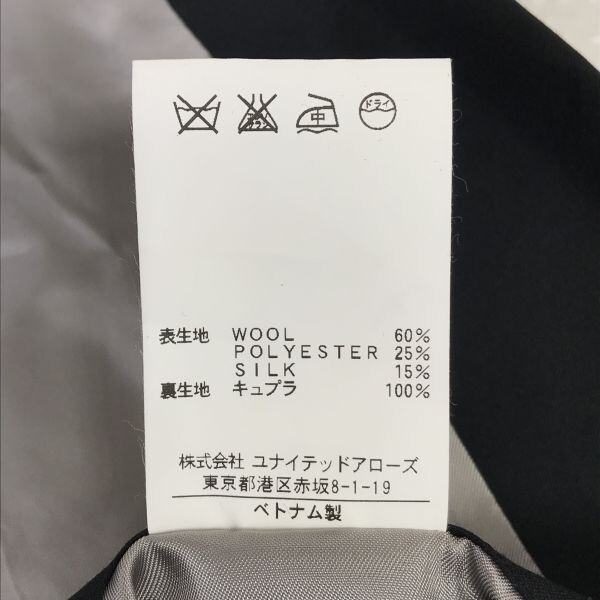 中 ドライ
表生地 WOOL 60%
POLYESTER 25%
SILK 15%
裏生地 キュプラ 100%
株式会社 ユナイテッドアローズ
東京都港区赤坂8-1-19
ベトナム製